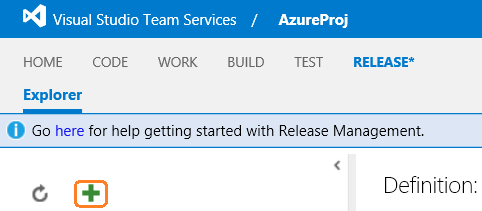 Visual Studio Team Services / AzureProj
HOME CODE WORK BUILD TEST RELEASE*
Explorer
Go here for help getting started with Release Management.
Definition: